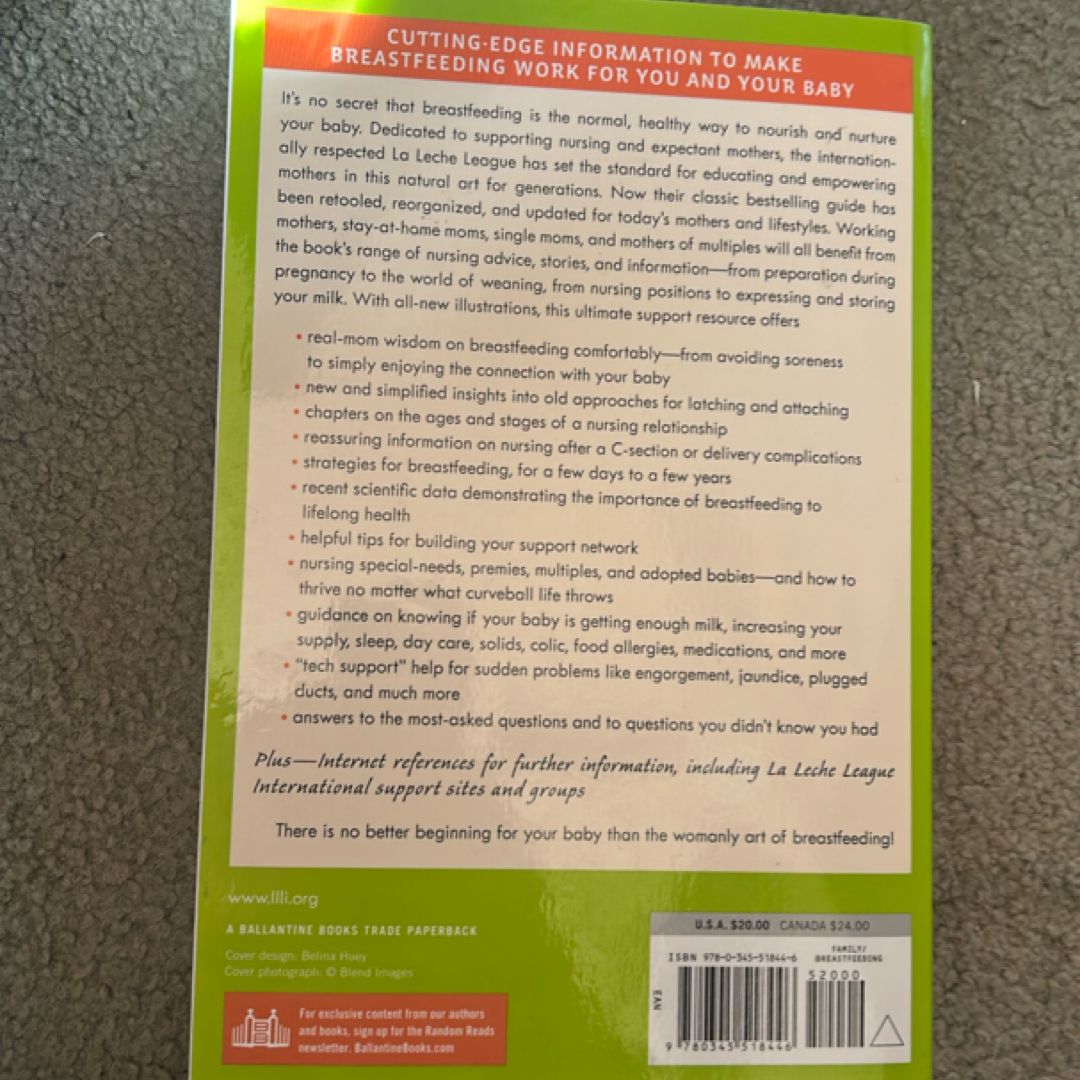 CUTTING-EDGE INFORMATION TO MAKE
BREASTFEEDING WORK FOR YOU AND YOUR BABY
It's no secret that breastfeeding is the normal, healthy way to nourish and nurture
your baby. Dedicated to supporting nursing and expectant mothers, the internation-
ally respected La Leche League has set the standard for educating and empowering
mothers in this natural art for generations. Now their classic bestselling guide has
been retooled, reorganized, and updated for today's mothers and lifestyles. Working
mothers, stay-at-home moms, single moms, and mothers of multiples will all benefit from
the book's range of nursing advice, stories, and information—from preparation during
pregnancy to the world of weaning, from nursing positions to expressing and storing
your milk. With all-new illustrations, this ultimate support resource offers
• real-mom wisdom on breastfeeding comfortably—from avoiding soreness
to simply enjoying the connection with your baby
• new and simplified insights into old approaches for latching and attaching
• chapters on the ages and stages of a nursing relationship
• reassuring information on nursing after a C-section or delivery complications
• strategies for breastfeeding, for a few days to a few years
• recent scientific data demonstrating the importance of breastfeeding to
lifelong health
• helpful tips for building your support network
• nursing special-needs, premies, multiples, and adopted babies—and how to
thrive no matter what curveball life throws
• guidance on knowing if your baby is getting enough milk, increasing your
supply, sleep, day care, solids, colic, food allergies, medications, and more
• "tech support" help for sudden problems like engorgement, jaundice, plugged
ducts, and much more
• answers to the most-asked questions and to questions you didn't know you had
Plus—Internet references for further information, including La Leche League
International support sites and groups
There is no better beginning for your baby than the womanly art of breastfeeding!
www.llli.org
A BALLANTINE BOOKS TRADE PAPERBACK
Cover design: Belina Huey
Cover photograph: © Blend Images
For exclusive content from our authors
and books, sign up for the Random Reads
newsletter. BallantineBooks.com
U.S.A. $20.00 CANADA $24.00
FAMILY/
BREASTFEEDING
ISBN 978-0-345-51844-6
52000
EAN
9 780345 518446